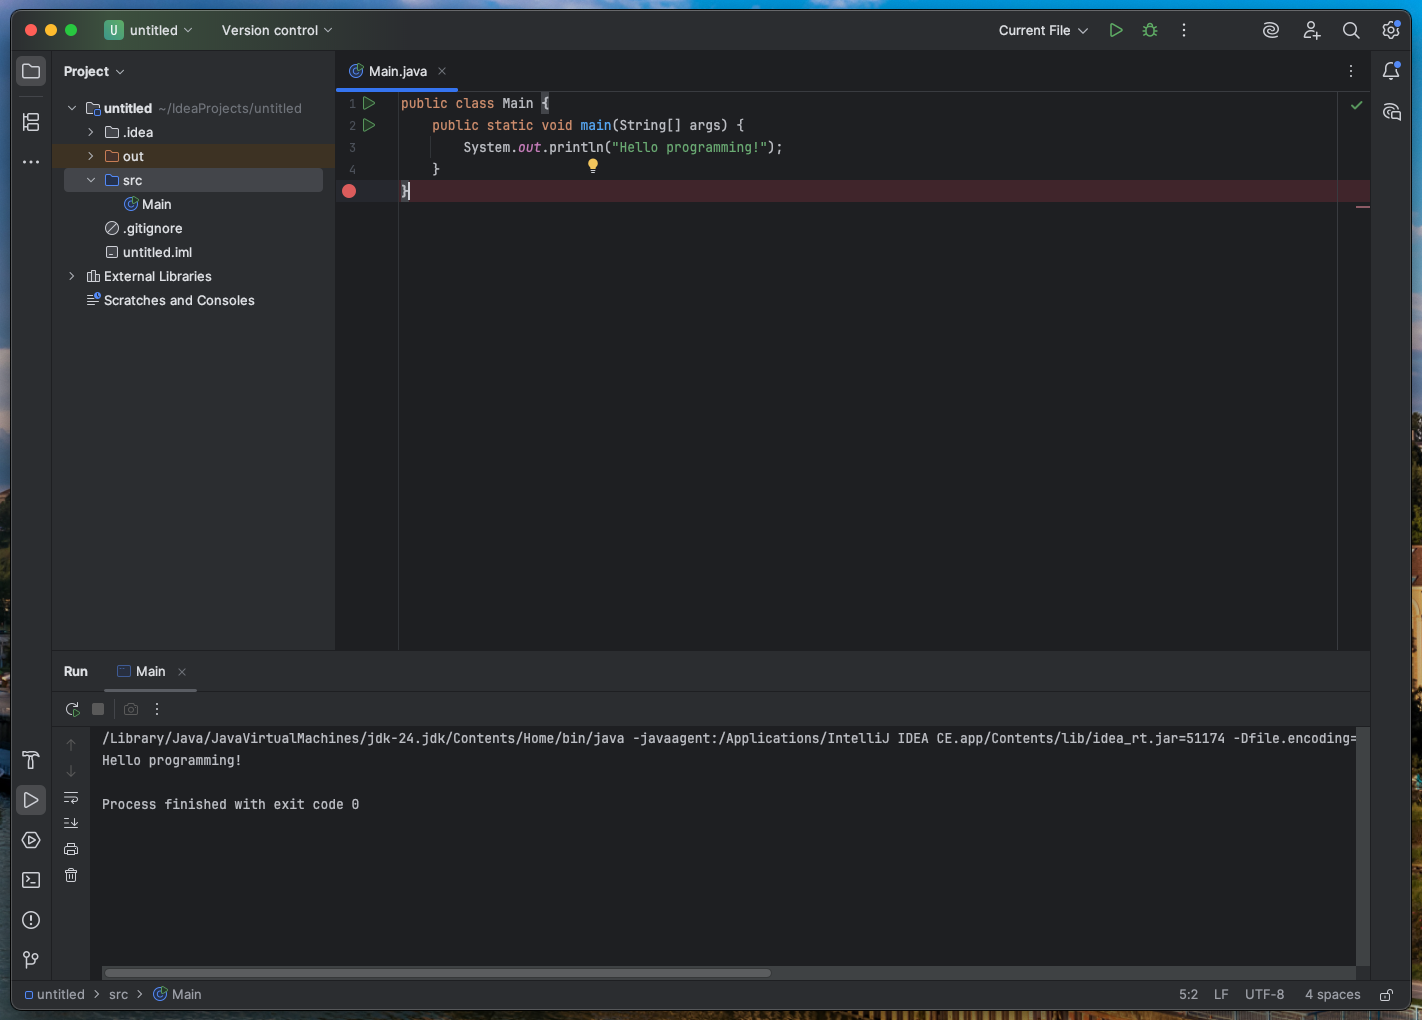 U untitled Version control Current File
Project
Main.java
untitled ~/IdeaProjects/untitled
.idea
out
src
Main
.gitignore
untitled.iml
External Libraries
Scratches and Consoles
1 public class Main {
2 public static void main(String[] args) {
3 System.out.println("Hello programming!");
4 }
}
Run Main
/Library/Java/JavaVirtualMachines/jdk-24.jdk/Contents/Home/bin/java -javaagent:/Applications/IntelliJ IDEA CE.app/Contents/lib/idea_rt.jar=51174 -Dfile.encoding=
Hello programming!
Process finished with exit code 0
untitled > src > Main 5:2 LF UTF-8 4 spaces